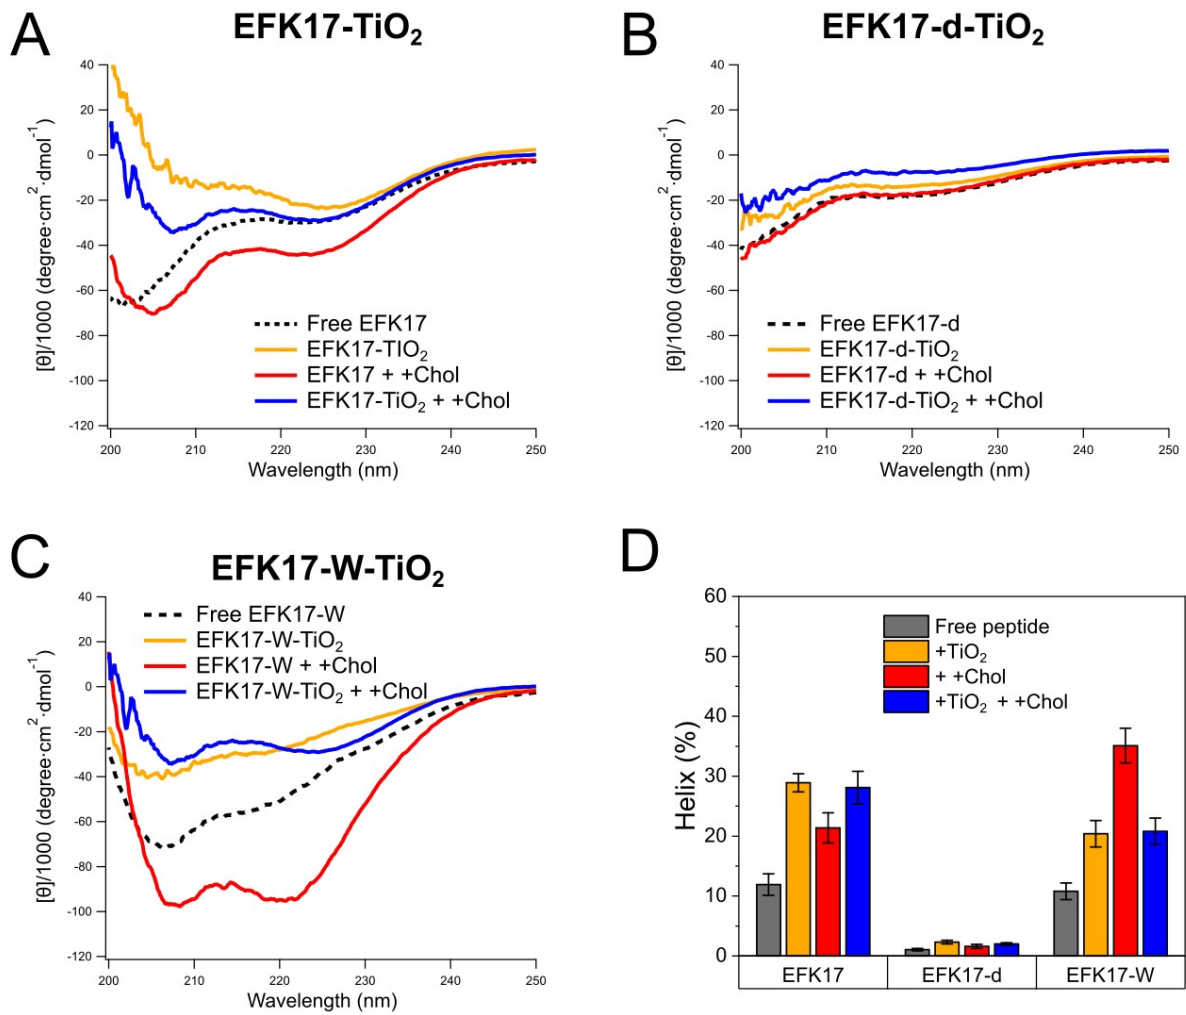 A
EFK17-TiO₂
[θ]/1000 (degree·cm²·dmol⁻¹)
40
20
0
-20
-40
-60
-80
-100
-120
Free EFK17
EFK17-TIO₂
EFK17 + +Chol
EFK17-TiO₂ + +Chol
200 210 220 230 240 250
Wavelength (nm)
B
EFK17-d-TiO₂
[θ]/1000 (degree·cm²·dmol⁻¹)
40
20
0
-20
-40
-60
-80
-100
-120
Free EFK17-d
EFK17-d-TiO₂
EFK17-d + +Chol
EFK17-d-TiO₂ + +Chol
200 210 220 230 240 250
Wavelength (nm)
C
EFK17-W-TiO₂
[θ]/1000 (degree·cm²·dmol⁻¹)
40
20
0
-20
-40
-60
-80
-100
-120
Free EFK17-W
EFK17-W-TiO₂
EFK17-W + +Chol
EFK17-W-TiO₂ + +Chol
200 210 220 230 240 250
Wavelength (nm)
D
Helix (%)
60
50
40
30
20
10
0
Free peptide
+TiO₂
+ +Chol
+TiO₂ + +Chol
EFK17 EFK17-d EFK17-W